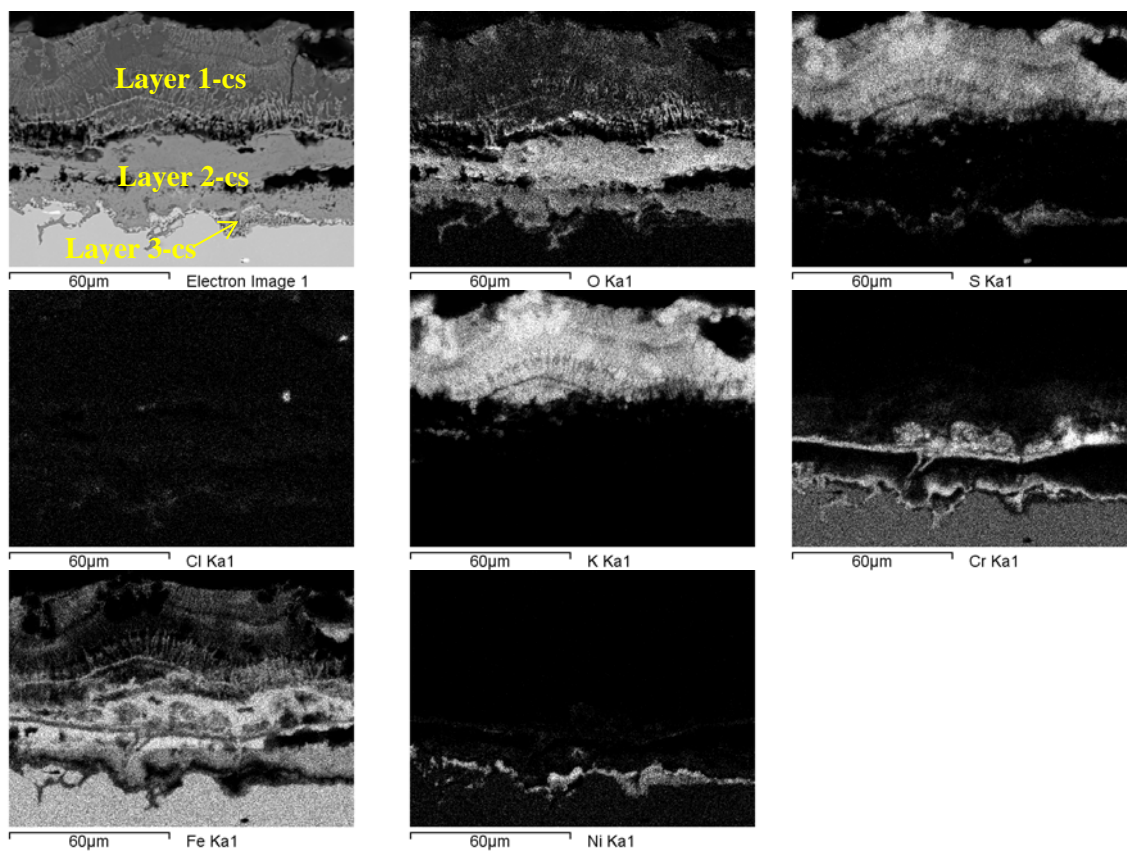 Layer 1-cs
Layer 2-cs
Layer 3-cs
60µm Electron Image 1
60µm O Ka1
60µm S Ka1
60µm Cl Ka1
60µm K Ka1
60µm Cr Ka1
60µm Fe Ka1
60µm Ni Ka1